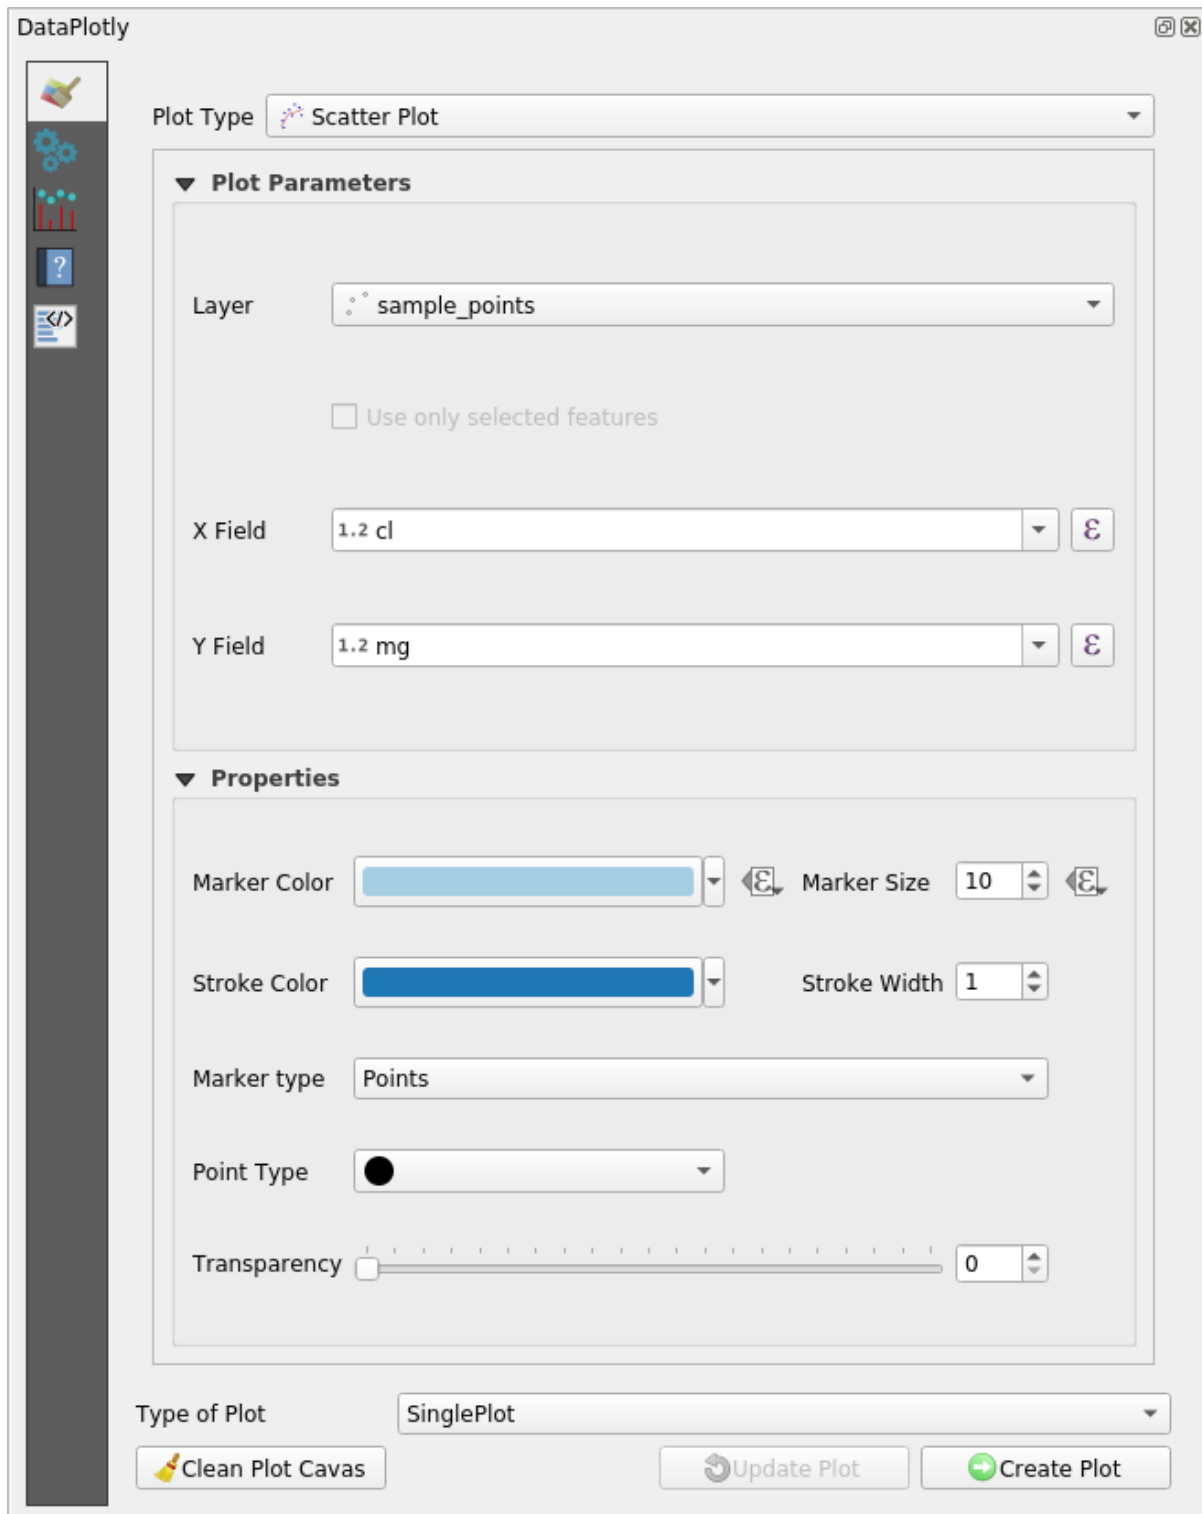 DataPlotly
Plot Type Scatter Plot
Plot Parameters
Layer sample_points
Use only selected features
X Field 1.2 cl ε
Y Field 1.2 mg ε
Properties
Marker Color ε Marker Size 10 ε
Stroke Color Stroke Width 1
Marker type Points
Point Type
Transparency 0
Type of Plot SinglePlot
Clean Plot Cavas Update Plot Create Plot
?
</>